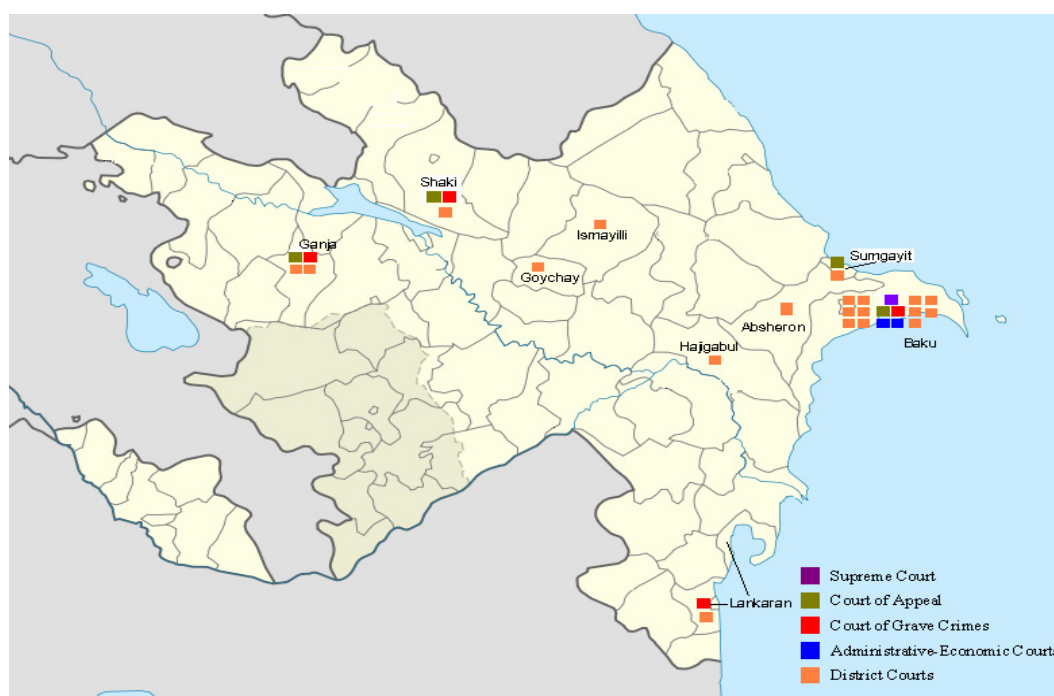 Shaki
Ismayilli
Ganja
Goychay
Sumgayit
Absheron
Hajigabul
Baku
Lankaran
Supreme Court
Court of Appeal
Court of Grave Crimes
Administrative-Economic Courts
District Courts